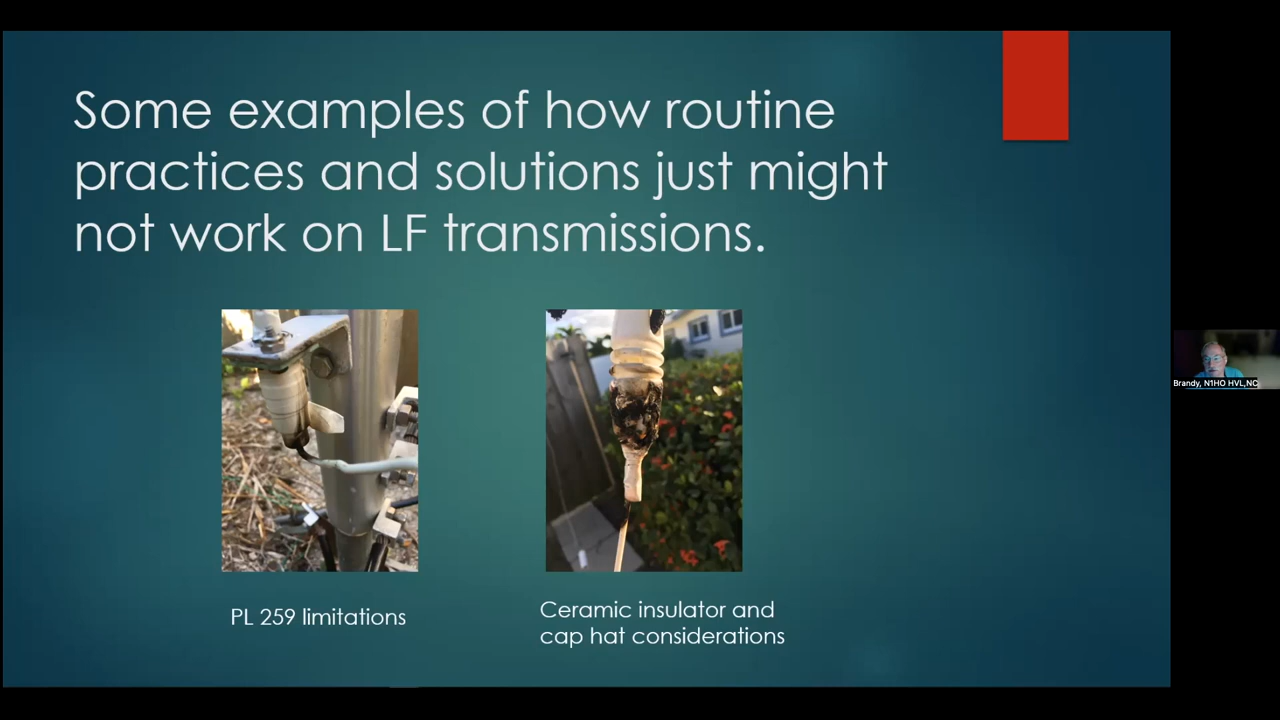 Some examples of how routine
practices and solutions just might
not work on LF transmissions.
PL 259 limitations
Ceramic insulator and
cap hat considerations
Brandy, N1HO HVL,NC